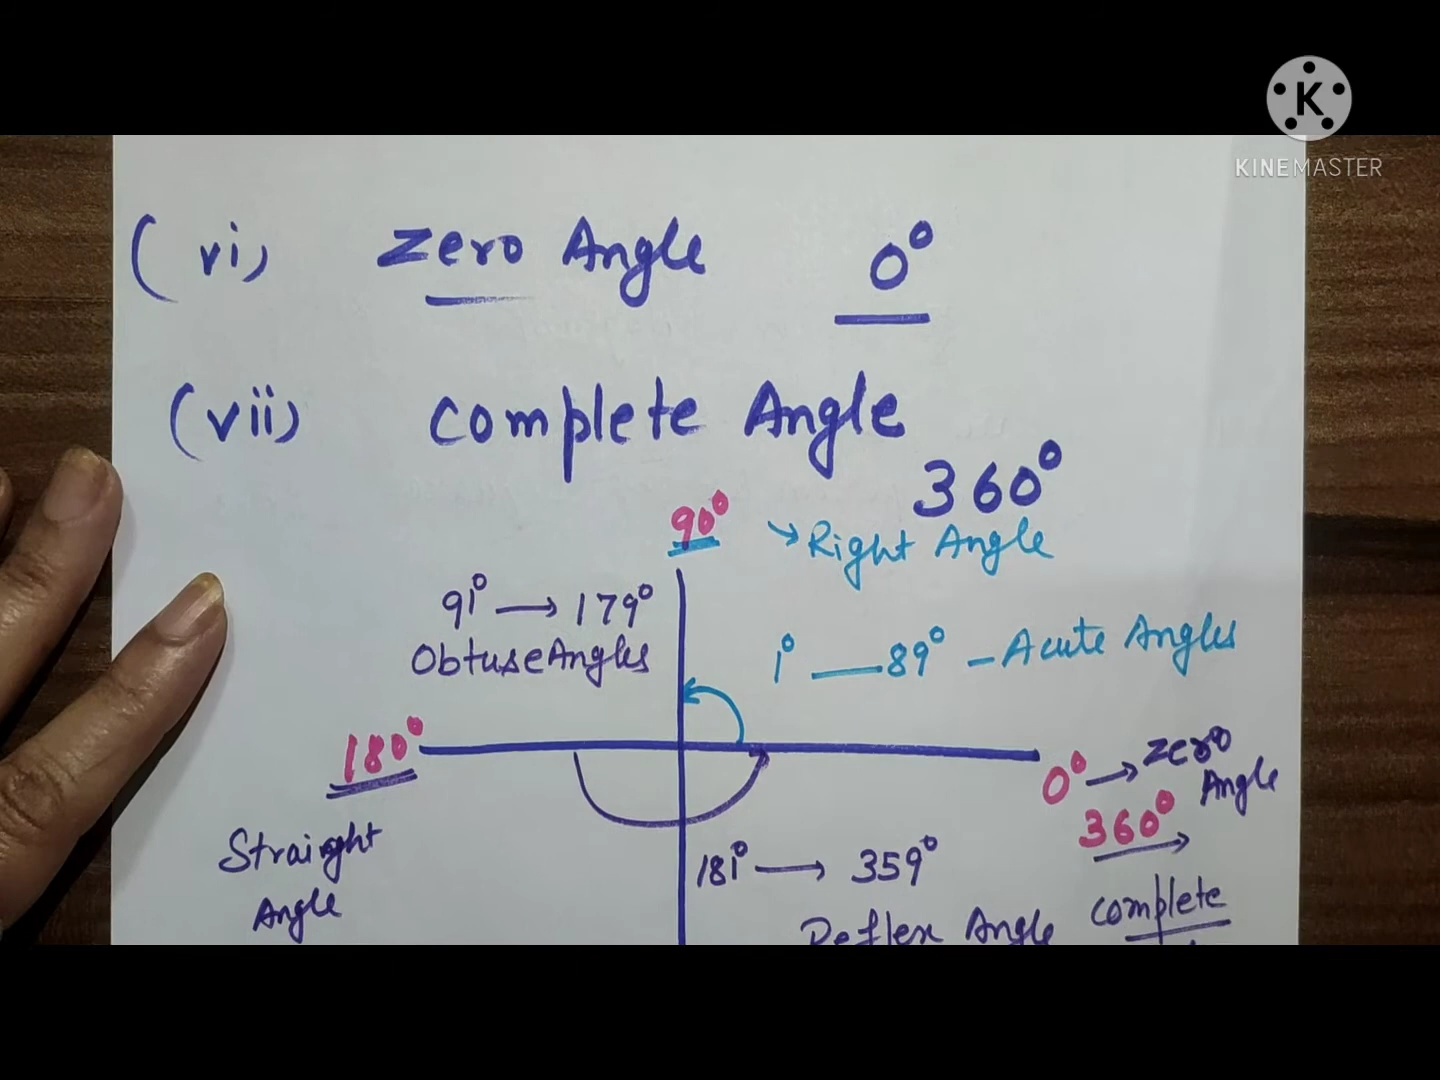 KINEMASTER
(vi) Zero Angle 0°
(vii) Complete Angle
360°
90° → Right Angle
91° → 179°
Obtuse Angles
1° — 89° - Acute Angles
180°
0° → Zero Angle
360° →
Straight
Angle
181° → 359°
Reflex Angle
complete